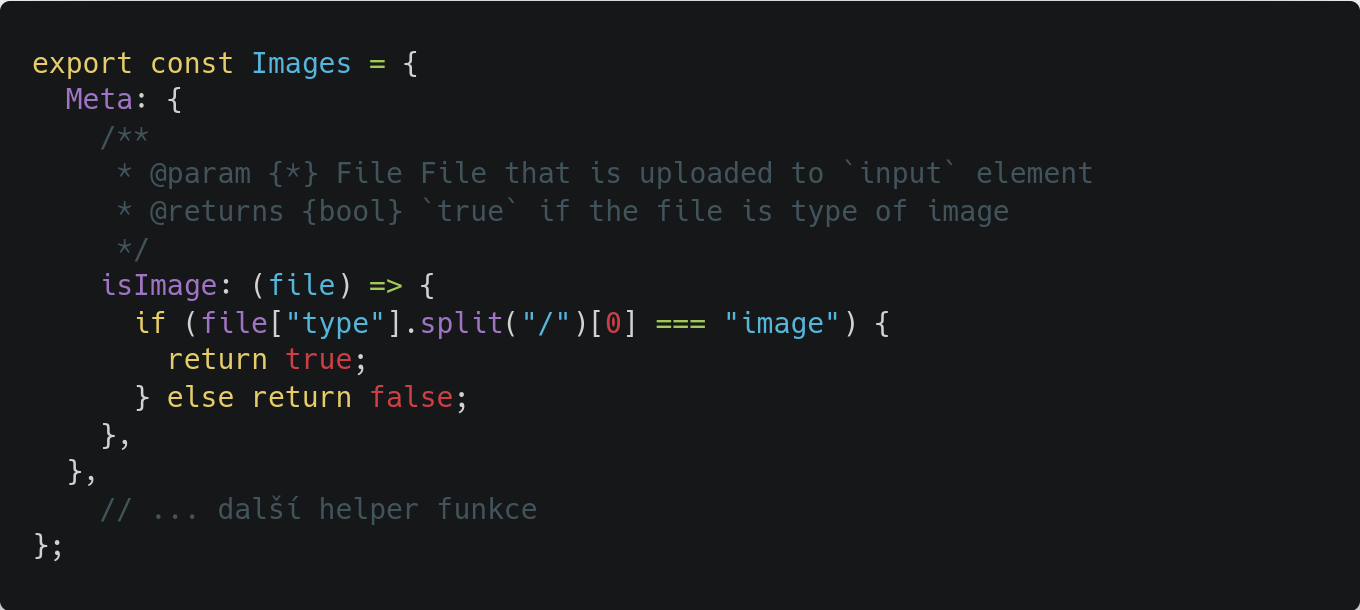 export const Images = {
  Meta: {
    /**
     * @param {*} File File that is uploaded to `input` element
     * @returns {bool} `true` if the file is type of image
     */
    isImage: (file) => {
      if (file["type"].split("/")[0] === "image") {
        return true;
      } else return false;
    },
  },
    // ... další helper funkce
};